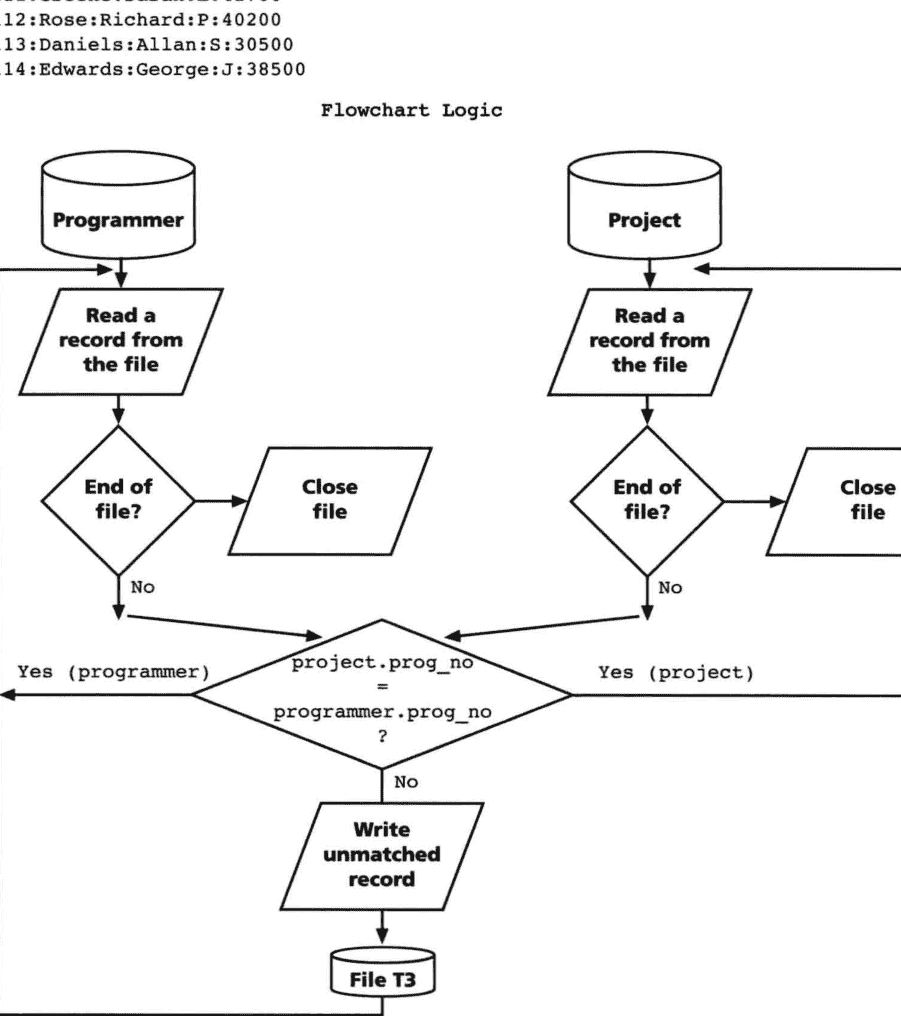 12:Rose:Richard:P:40200
13:Daniels:Allan:S:30500
14:Edwards:George:J:38500
Flowchart Logic
Programmer
Project
Read a
record from
the file
Read a
record from
the file
End of
file?
Close
file
End of
file?
Close
file
No
No
project.prog_no
=
programmer.prog_no
?
Yes (programmer)
Yes (project)
No
Write
unmatched
record
File T3